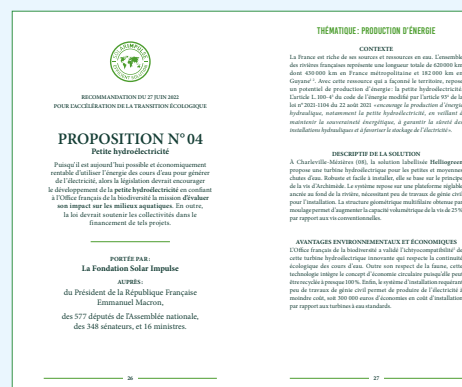 SOLAR IMPULSE
EFFICIENT SOLUTION
RECOMMANDATION DU 27 JUIN 2022
POUR L'ACCÉLÉRATION DE LA TRANSITION ÉCOLOGIQUE
PROPOSITION N° 04
Petite hydroélectricité
Puisqu'il est aujourd'hui possible et économiquement
rentable d'utiliser l'énergie des cours d'eau pour générer
de l'électricité, alors la législation devrait encourager
le développement de la petite hydroélectricité en confiant
à l'Office français de la biodiversité la mission d'évaluer
son impact sur les milieux aquatiques. En outre,
la loi devrait soutenir les collectivités dans le
financement de tels projets.
PORTÉE PAR :
La Fondation Solar Impulse
AUPRÈS :
du Président de la République Française
Emmanuel Macron,
des 577 députés de l'Assemblée nationale,
des 348 sénateurs, et 16 ministres.
26
THÉMATIQUE : PRODUCTION D'ÉNERGIE
CONTEXTE
La France est riche de ses sources et ressources en eau. L'ensemble
des rivières françaises représente une longueur totale de 620 000 km
dont 430 000 km en France métropolitaine et 182 000 km en
Guyane. Avec cette ressource qui a façonné le territoire, repose
un potentiel de production d'énergie : la petite hydroélectricité.
L'article L. 100-4 du code de l'énergie modifié par l'article 93 de la
loi n° 2021-1104 du 22 août 2021 « encourage la production d'énergie
hydraulique, notamment la petite hydroélectricité, en veillant à
maintenir la souveraineté énergétique, à garantir la sûreté des
installations hydrauliques et à favoriser le stockage de l'électricité ».
DESCRIPTIF DE LA SOLUTION
À Charleville-Mézières (08), la solution labellisée Helliogreen
propose une turbine hydroélectrique pour les petites et moyennes
chutes d'eau. Robuste et facile à installer, elle se base sur le principe
de la vis d'Archimède. Le système repose sur une plateforme réglable
ancrée au fond de la rivière, nécessitant peu de travaux de génie civil
pour l'installation. La structure géométrique multifilaire obtenue par
moulage permet d'augmenter la capacité volumétrique de la vis de 25 %
par rapport aux vis conventionnelles.
AVANTAGES ENVIRONNEMENTAUX ET ÉCONOMIQUES
L'Office français de la biodiversité a validé l'ichtyocompatibilité de
cette turbine hydroélectrique innovante qui respecte la continuité
écologique des cours d'eau. Outre son respect de la faune, cette
technologie intègre le concept d'économie circulaire puisqu'elle peut
être recyclée à presque 100 %. Enfin, le système d'installation requérant
peu de travaux de génie civil permet de produire de l'électricité à
moindre coût, soit 300 000 euros d'économies en coût d'installation
par rapport aux turbines à eau standards.
27